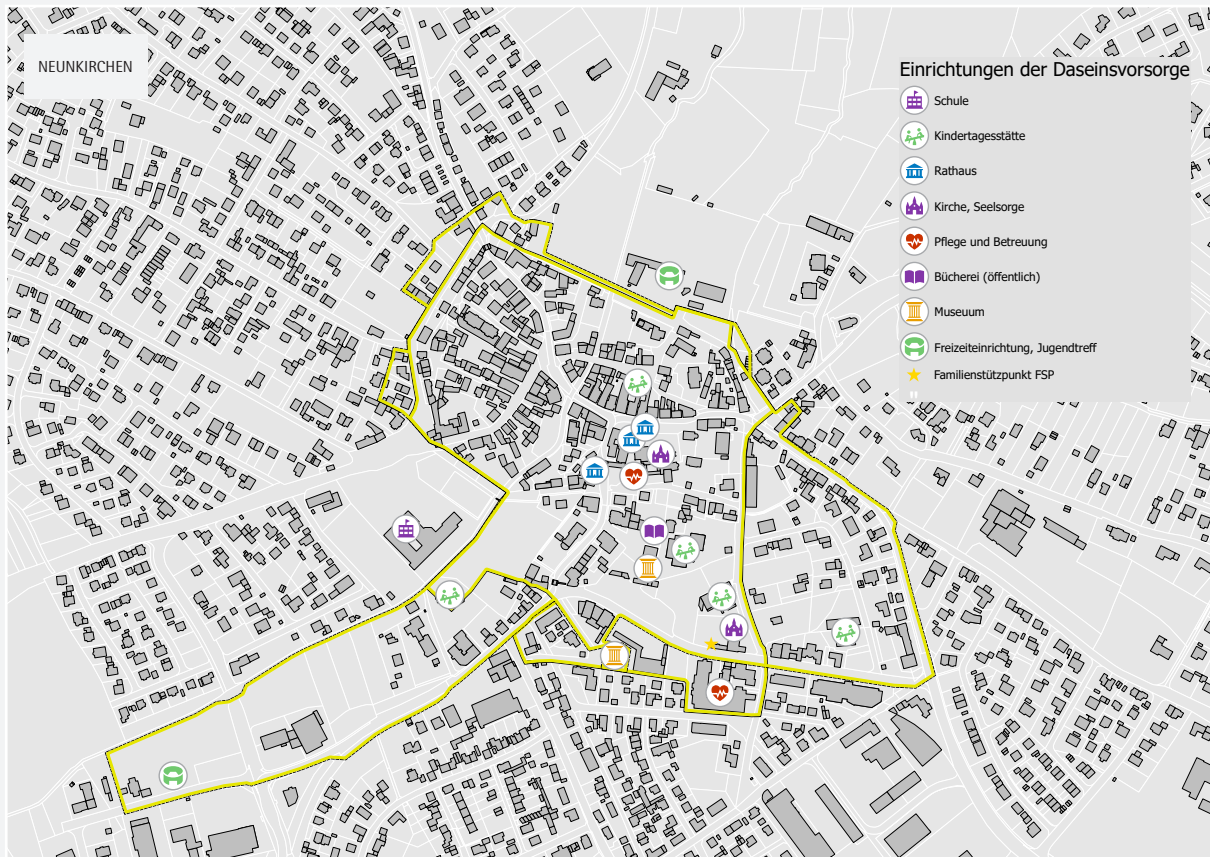 NEUNKIRCHEN
Einrichtungen der Daseinsvorsorge
Schule
Kindertagesstätte
Rathaus
Kirche, Seelsorge
Pflege und Betreuung
Bücherei (öffentlich)
Museuum
Freizeiteinrichtung, Jugendtreff
Familienstützpunkt FSP